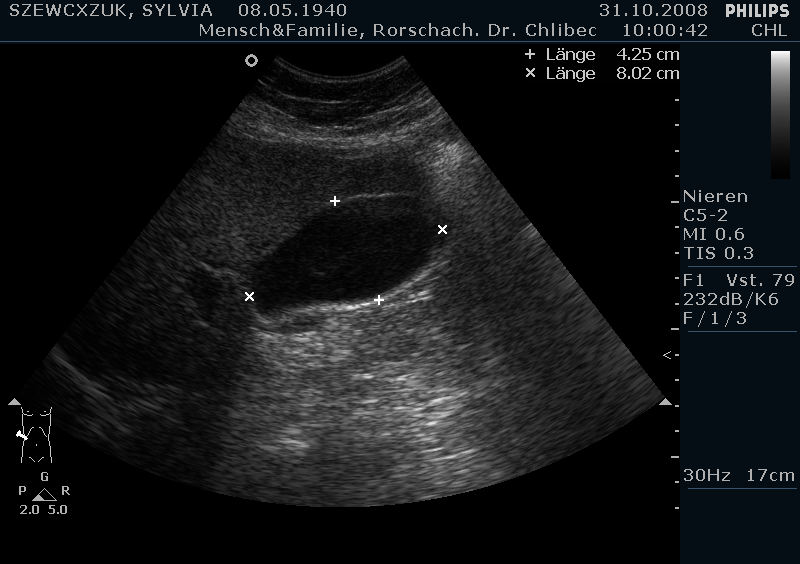 SZEWCXZUK, SYLVIA 08.05.1940 31.10.2008 PHILIPS
Mensch&Familie, Rorschach. Dr. Chlibec 10:00:42 CHL
+ Länge 4.25 cm
× Länge 8.02 cm
Nieren
C5-2
MI 0.6
TIS 0.3
F1 Vst. 79
232dB/K6
F/1/3
<
G
P R
2.0 5.0
30Hz 17cm